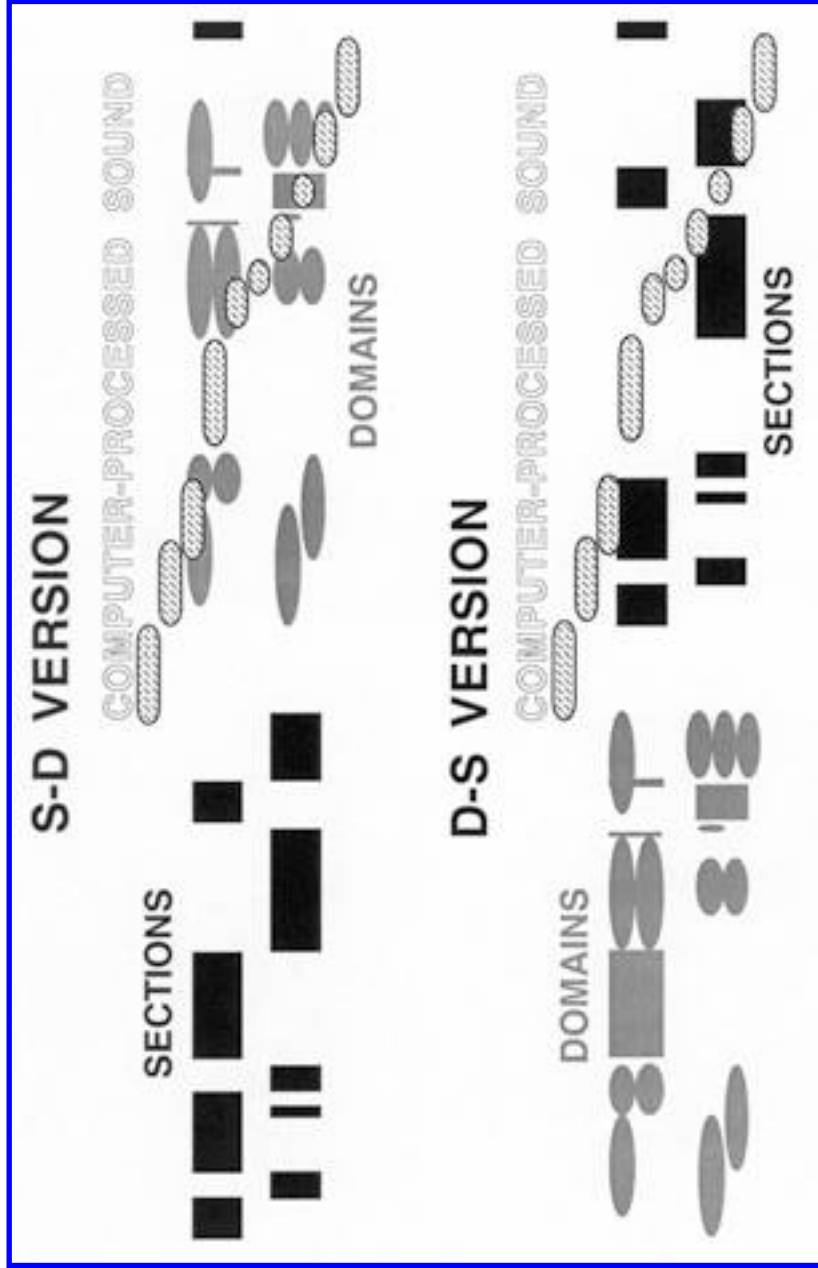 S-D VERSION
COMPUTER-PROCESSED SOUND
SECTIONS
DOMAINS
D-S VERSION
COMPUTER-PROCESSED SOUND
DOMAINS
SECTIONS